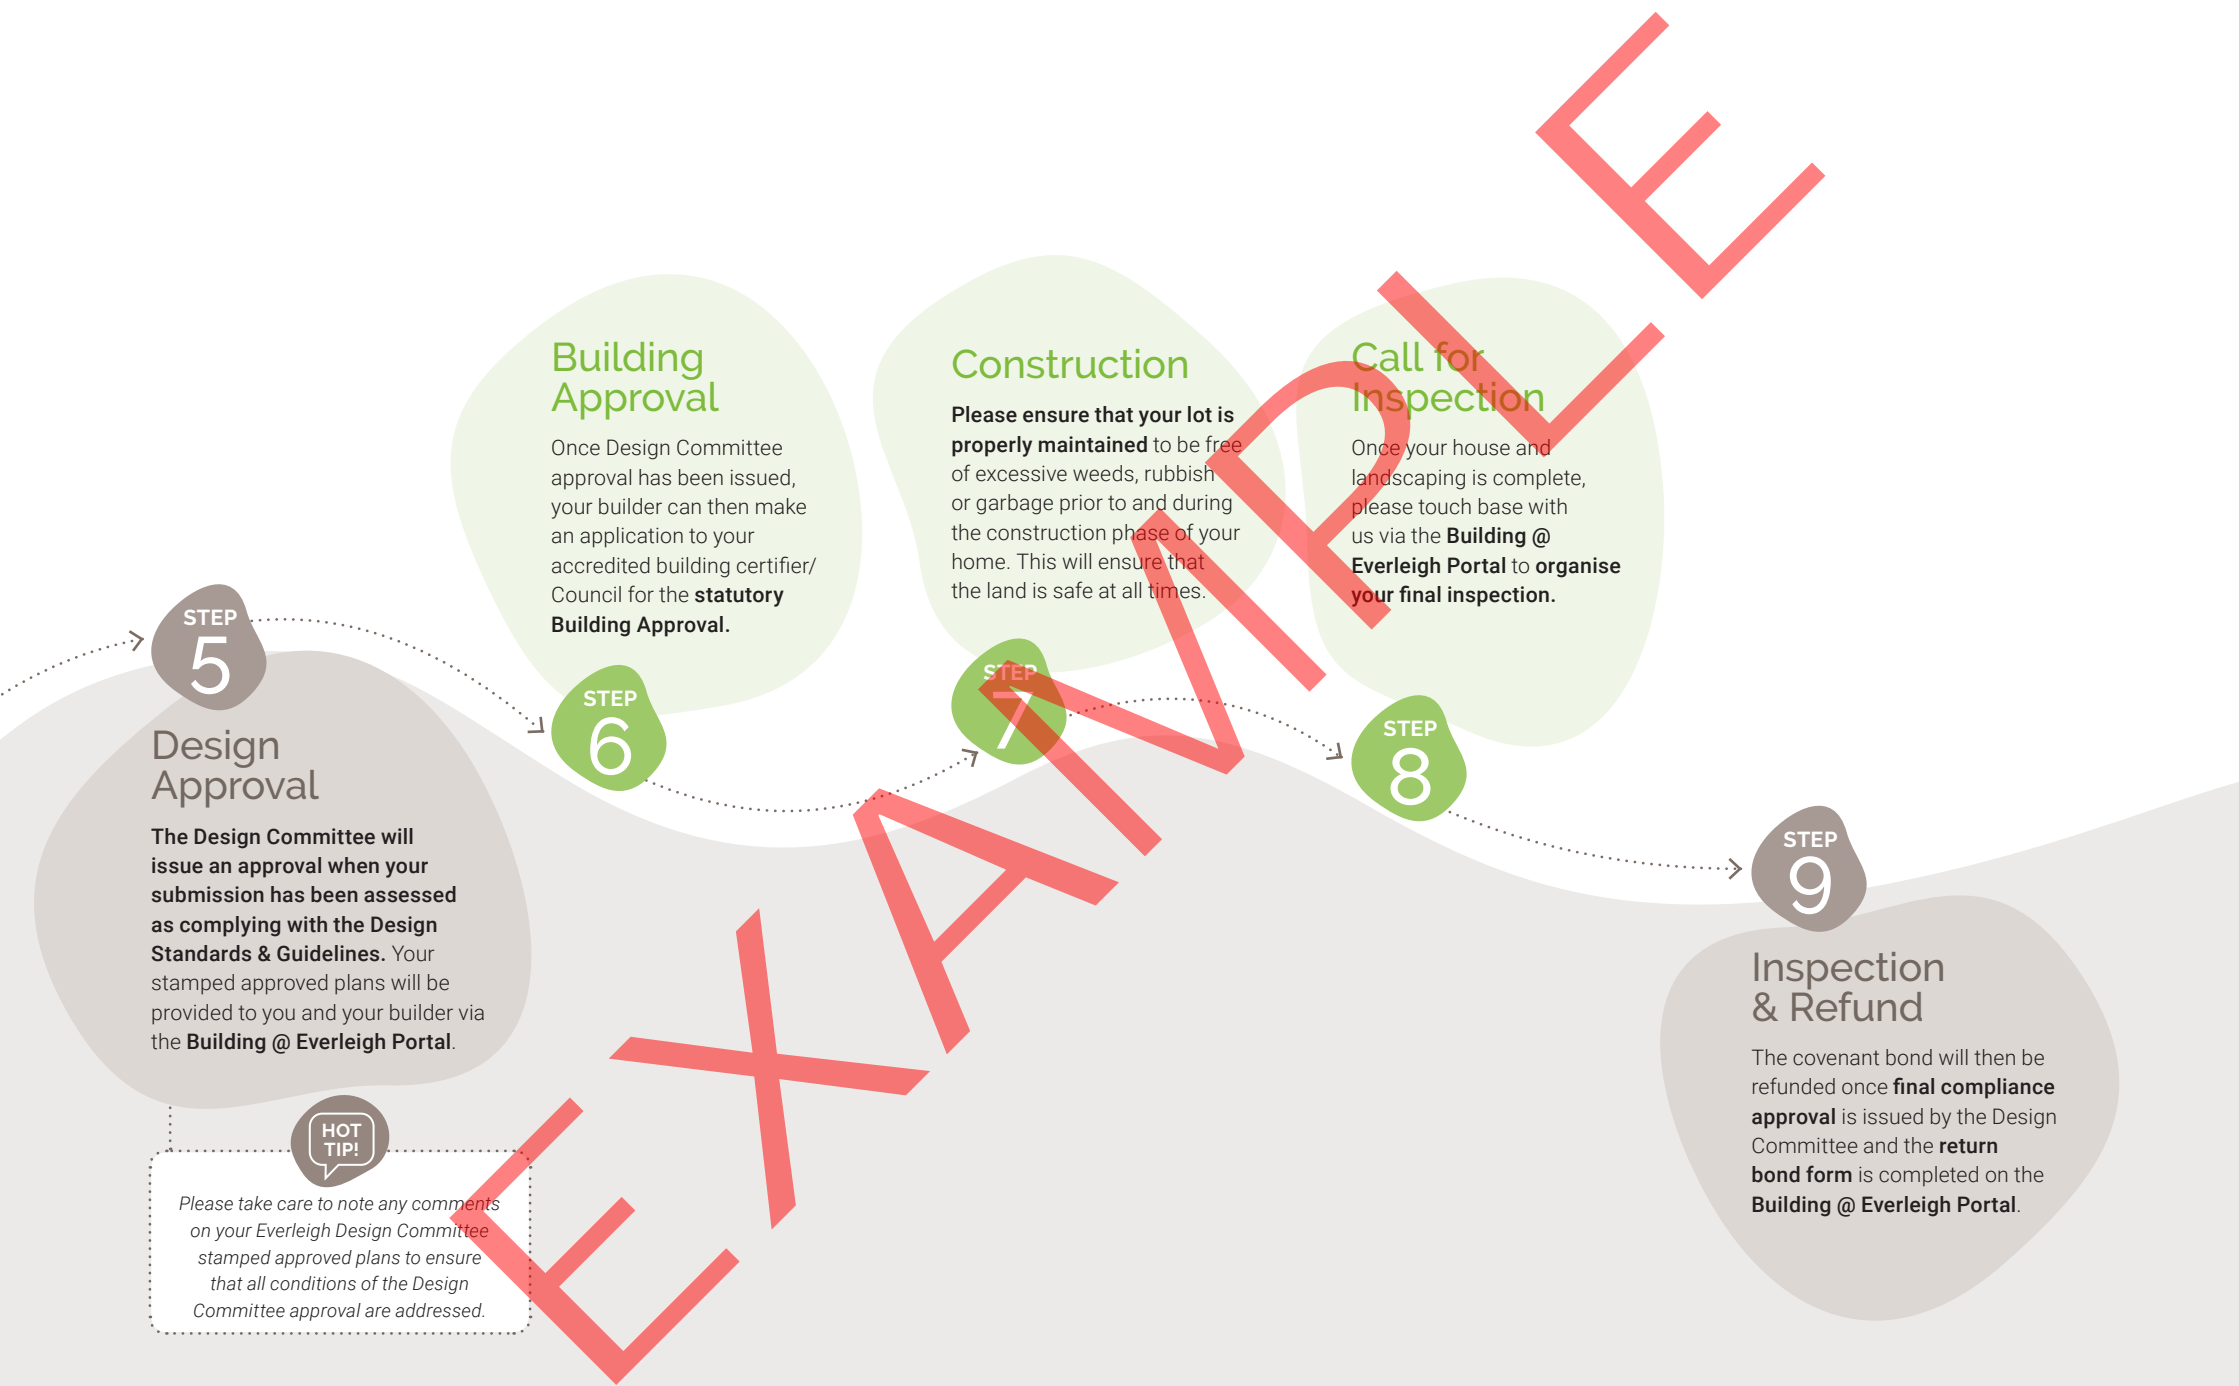 STEP
5
Design
Approval
The Design Committee will
issue an approval when your
submission has been assessed
as complying with the Design
Standards & Guidelines. Your
stamped approved plans will be
provided to you and your builder via
the Building @ Everleigh Portal.
HOT
TIP!
Please take care to note any comments
on your Everleigh Design Committee
stamped approved plans to ensure
that all conditions of the Design
Committee approval are addressed.
Building
Approval
Once Design Committee
approval has been issued,
your builder can then make
an application to your
accredited building certifier/
Council for the statutory
Building Approval.
STEP
6
Construction
Please ensure that your lot is
properly maintained to be free
of excessive weeds, rubbish
or garbage prior to and during
the construction phase of your
home. This will ensure that
the land is safe at all times.
STEP
7
Call for
Inspection
Once your house and
landscaping is complete,
please touch base with
us via the Building @
Everleigh Portal to organise
your final inspection.
STEP
8
STEP
9
Inspection
& Refund
The covenant bond will then be
refunded once final compliance
approval is issued by the Design
Committee and the return
bond form is completed on the
Building @ Everleigh Portal.
EXAMPLE